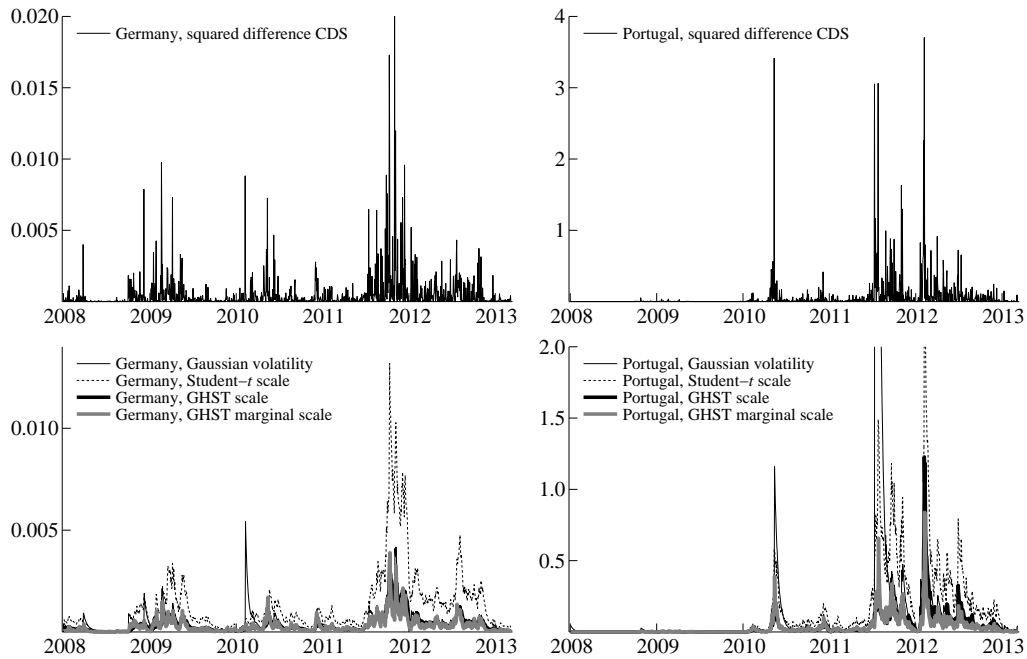 0.020
0.015
0.010
0.005
Germany, squared difference CDS
2008 2009 2010 2011 2012 2013
4
3
2
1
Portugal, squared difference CDS
2008 2009 2010 2011 2012 2013
0.010
0.005
Germany, Gaussian volatility
Germany, Student−t scale
Germany, GHST scale
Germany, GHST marginal scale
2008 2009 2010 2011 2012 2013
2.0
1.5
1.0
0.5
Portugal, Gaussian volatility
Portugal, Student−t scale
Portugal, GHST scale
Portugal, GHST marginal scale
2008 2009 2010 2011 2012 2013